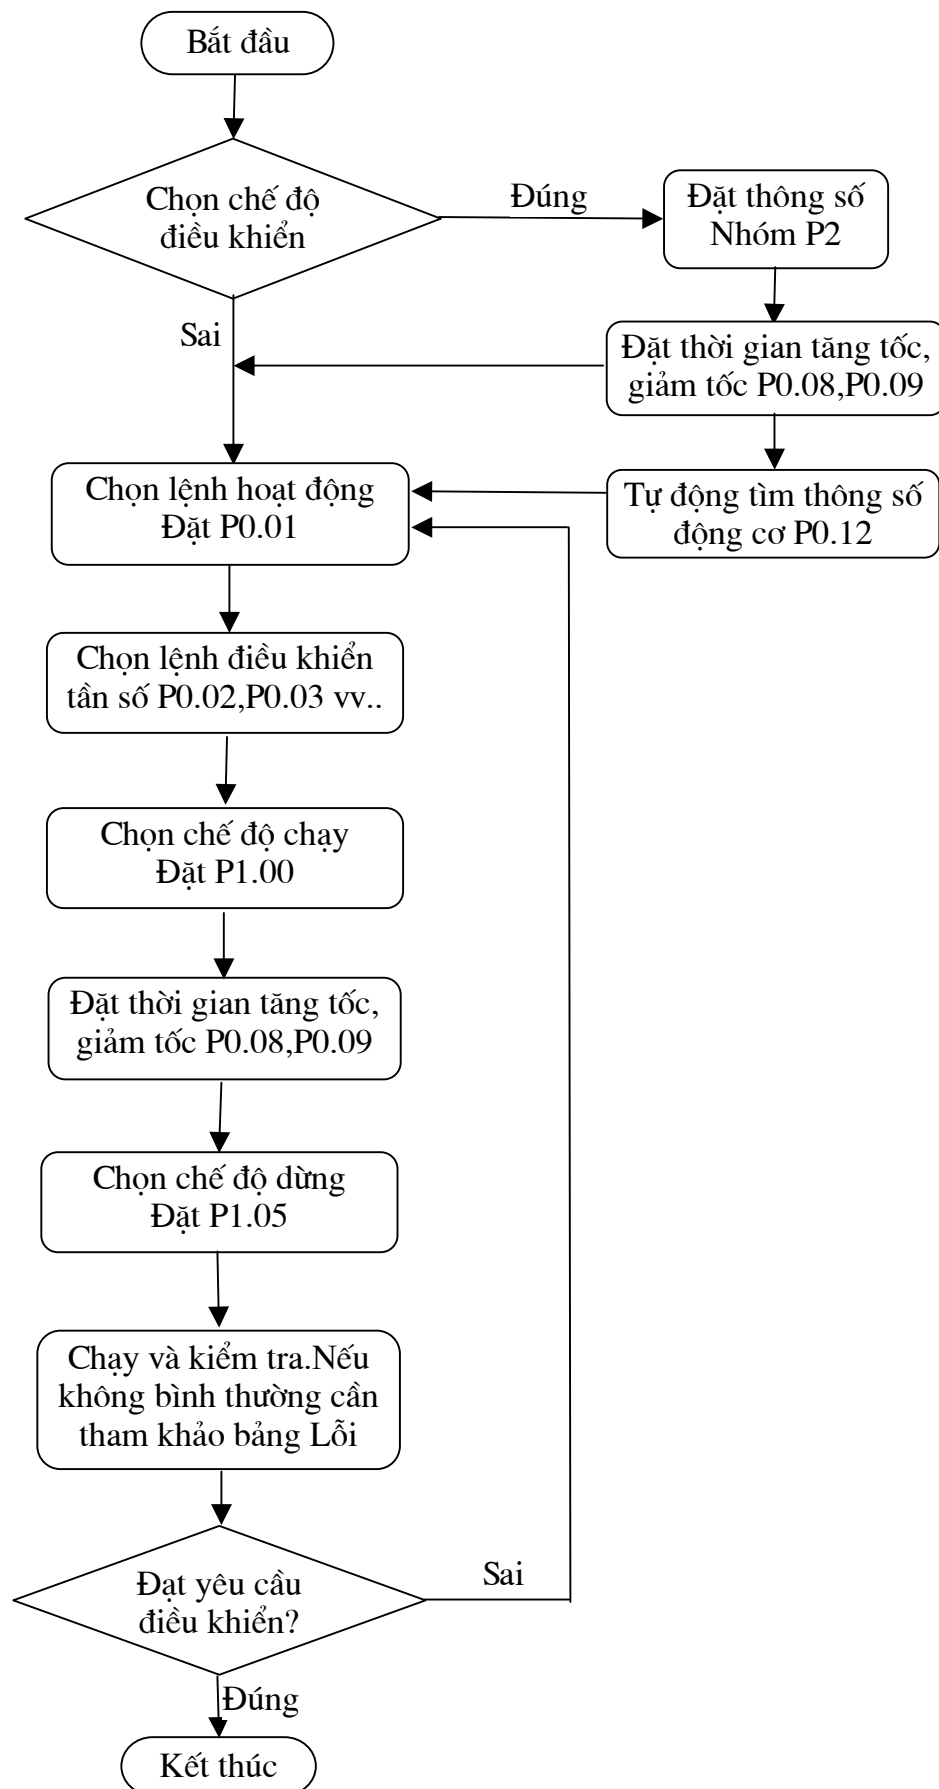 Bắt đầu
Chọn chế độ
điều khiển
Đúng
Đặt thông số
Nhóm P2
Sai
Đặt thời gian tăng tốc,
giảm tốc P0.08,P0.09
Chọn lệnh hoạt động
Đặt P0.01
Tự động tìm thông số
động cơ P0.12
Chọn lệnh điều khiển
tần số P0.02,P0.03 vv..
Chọn chế độ chạy
Đặt P1.00
Đặt thời gian tăng tốc,
giảm tốc P0.08,P0.09
Chọn chế độ dừng
Đặt P1.05
Chạy và kiểm tra.Nếu
không bình thường cần
tham khảo bảng Lỗi
Đạt yêu cầu
điều khiển?
Sai
Đúng
Kết thúc